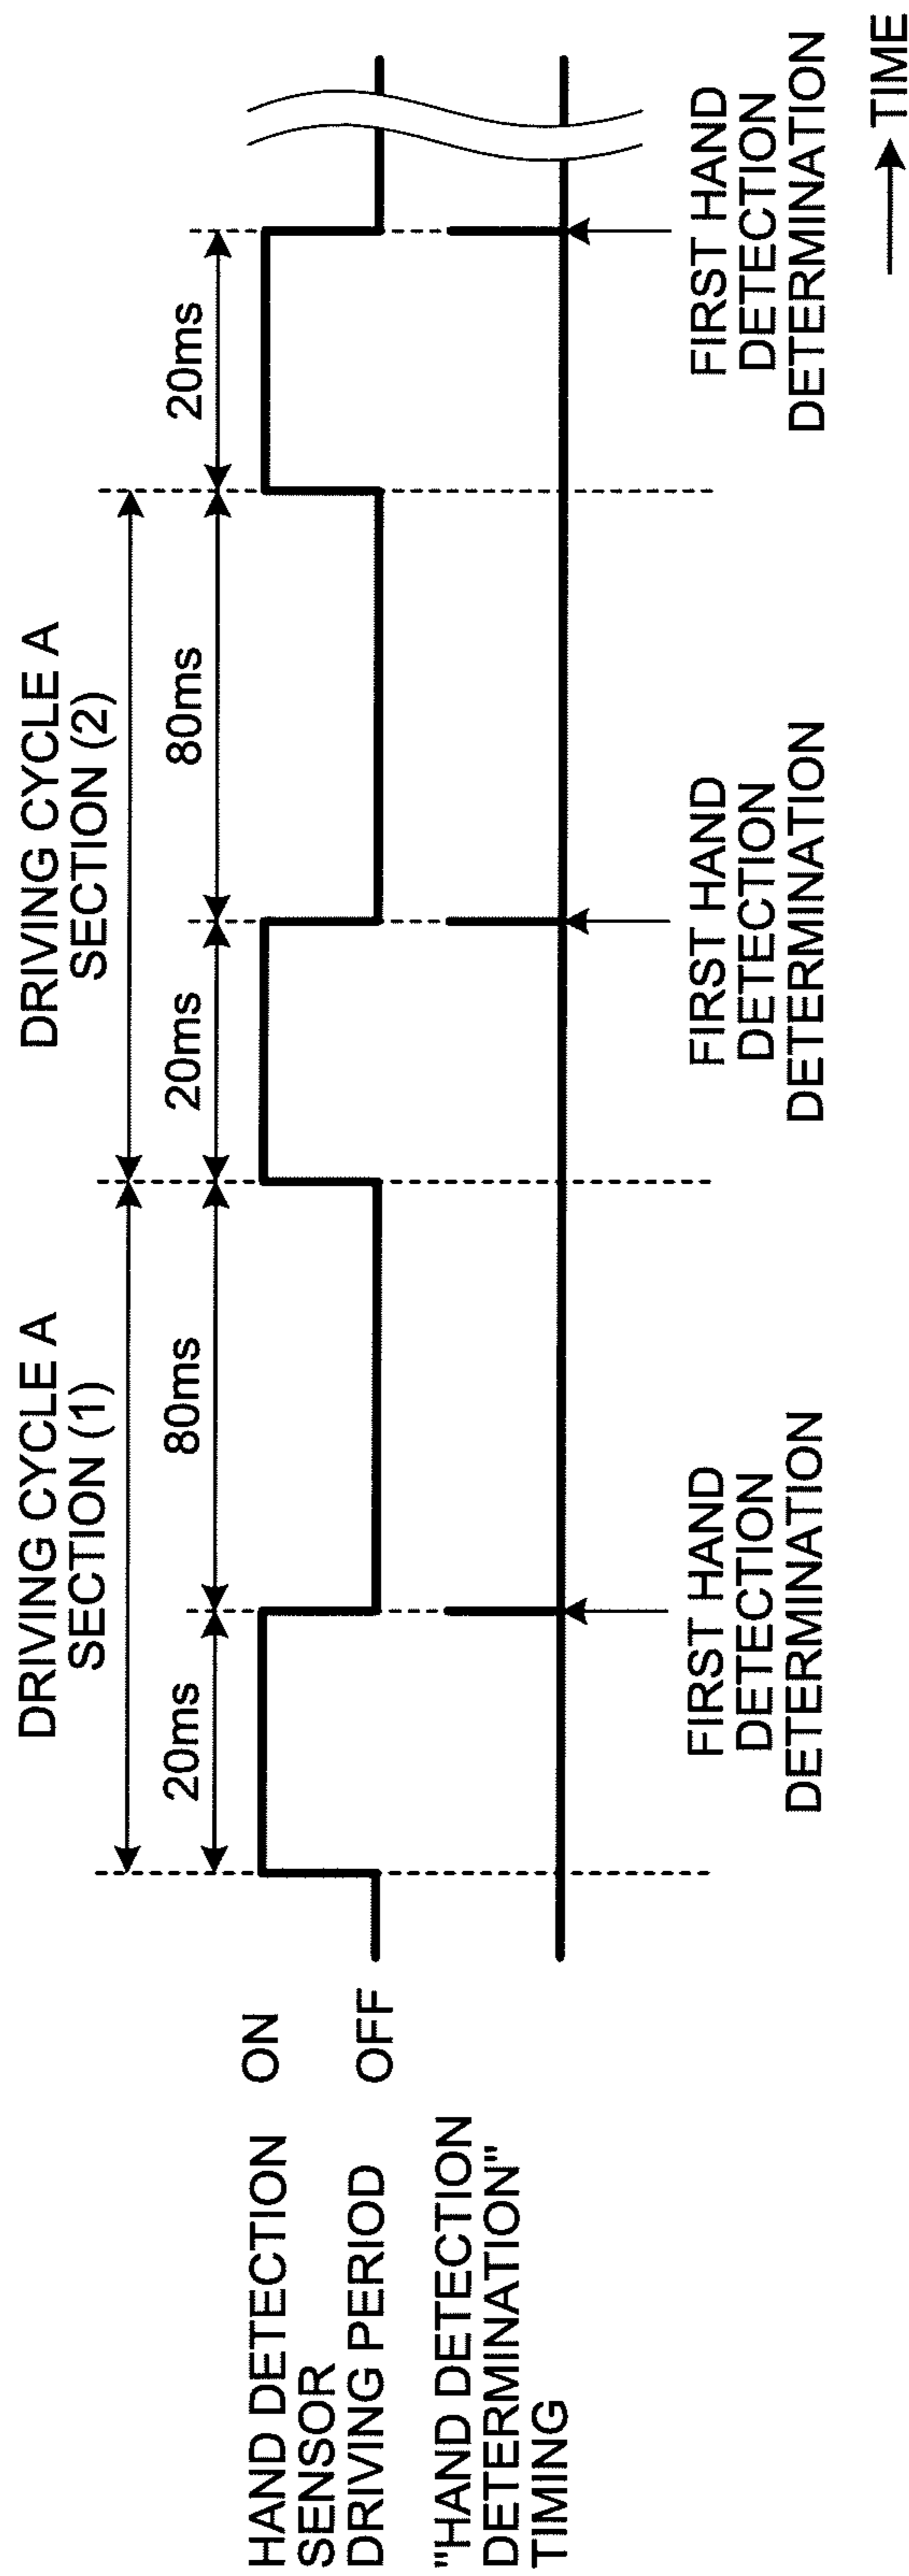 DRIVING CYCLE A
SECTION (1)
DRIVING CYCLE A
SECTION (2)
20ms
80ms
20ms
80ms
20ms
HAND DETECTION
SENSOR
DRIVING PERIOD
ON
OFF
"HAND DETECTION
DETERMINATION"
TIMING
FIRST HAND
DETECTION
DETERMINATION
FIRST HAND
DETECTION
DETERMINATION
FIRST HAND
DETECTION
DETERMINATION
TIME